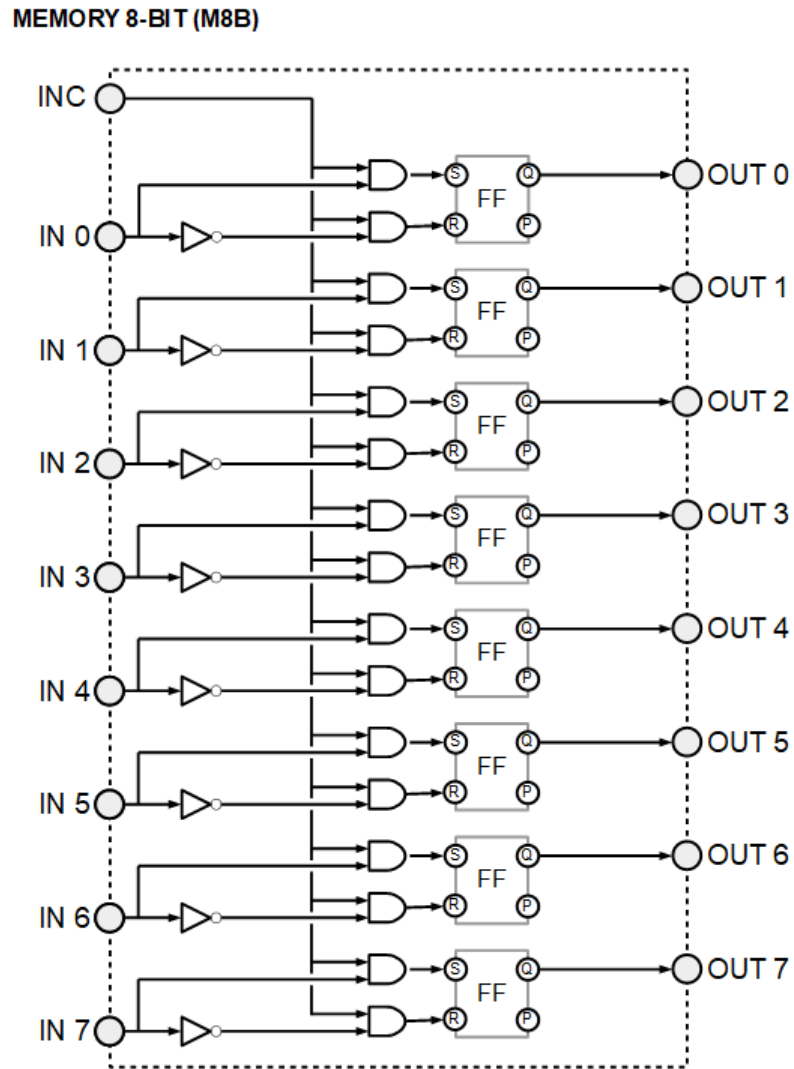 MEMORY 8-BIT (M8B)
INC
S Q OUT 0
FF
IN 0 R P
S Q OUT 1
FF
IN 1 R P
S Q OUT 2
FF
IN 2 R P
S Q OUT 3
FF
IN 3 R P
S Q OUT 4
FF
IN 4 R P
S Q OUT 5
FF
IN 5 R P
S Q OUT 6
FF
IN 6 R P
S Q OUT 7
FF
IN 7 R P